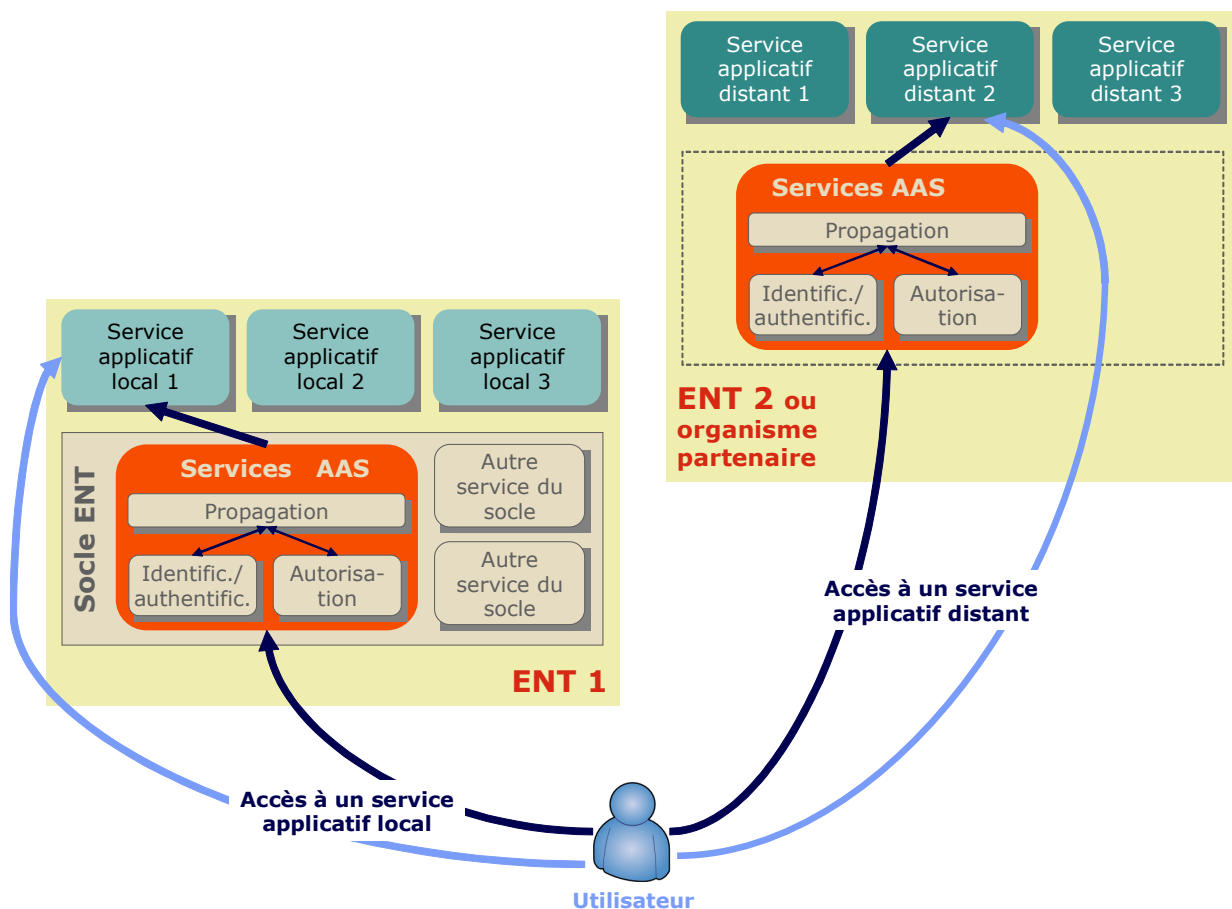 Service
applicatif
distant 1
Service
applicatif
distant 2
Service
applicatif
distant 3
Services AAS
Propagation
Identific./
authentific.
Autorisa-
tion
ENT 2 ou
organisme
partenaire
Service
applicatif
local 1
Service
applicatif
local 2
Service
applicatif
local 3
Socle ENT
Services AAS
Propagation
Identific./
authentific.
Autorisa-
tion
Autre
service du
socle
Autre
service du
socle
ENT 1
Accès à un service
applicatif distant
Accès à un service
applicatif local
Utilisateur